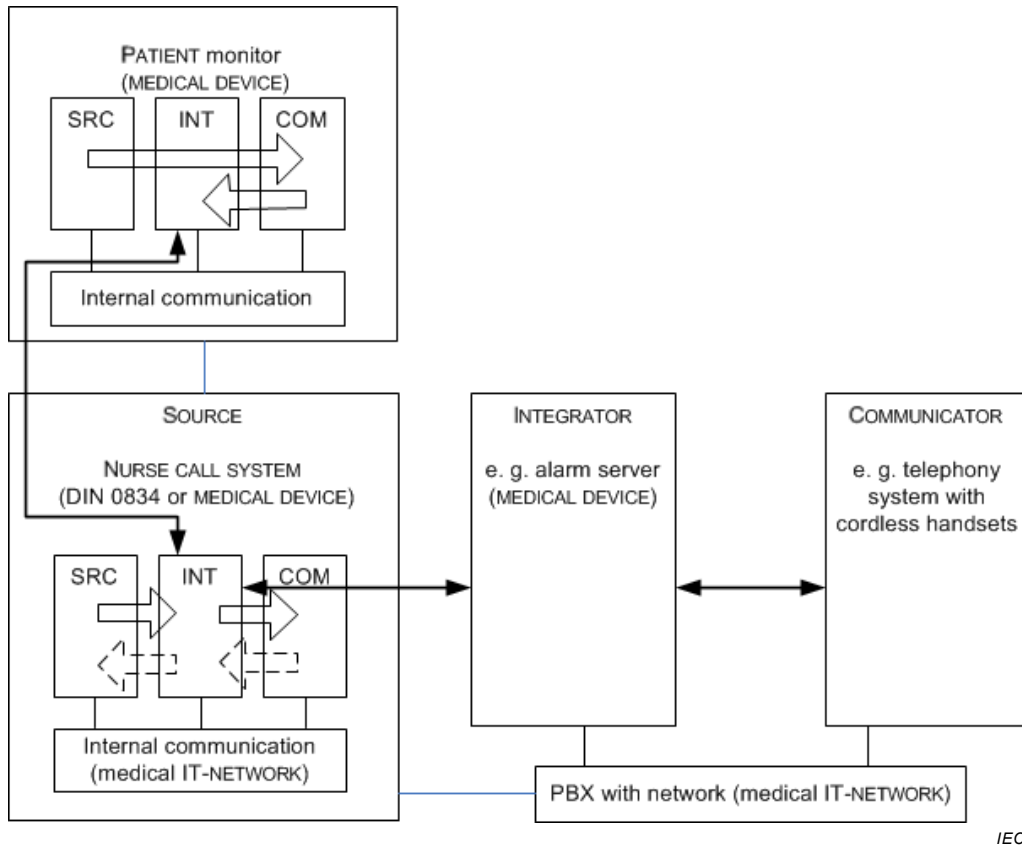 PATIENT monitor
(MEDICAL DEVICE)
SRC
INT
COM
Internal communication
SOURCE
NURSE CALL SYSTEM
(DIN 0834 or MEDICAL DEVICE)
SRC
INT
COM
Internal communication
(medical IT-NETWORK)
INTEGRATOR
e. g. alarm server
(MEDICAL DEVICE)
COMMUNICATOR
e. g. telephony
system with
cordless handsets
PBX with network (medical IT-NETWORK)
IEC